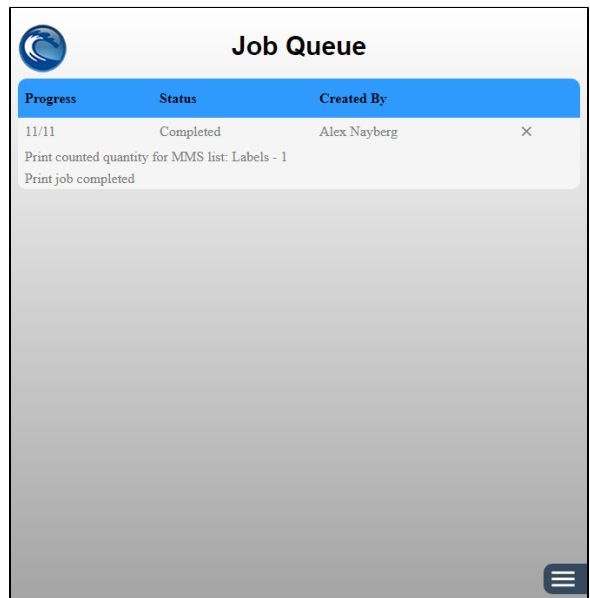 Job Queue
Progress Status Created By
11/11 Completed Alex Nayberg ×
Print counted quantity for MMS list: Labels - 1
Print job completed